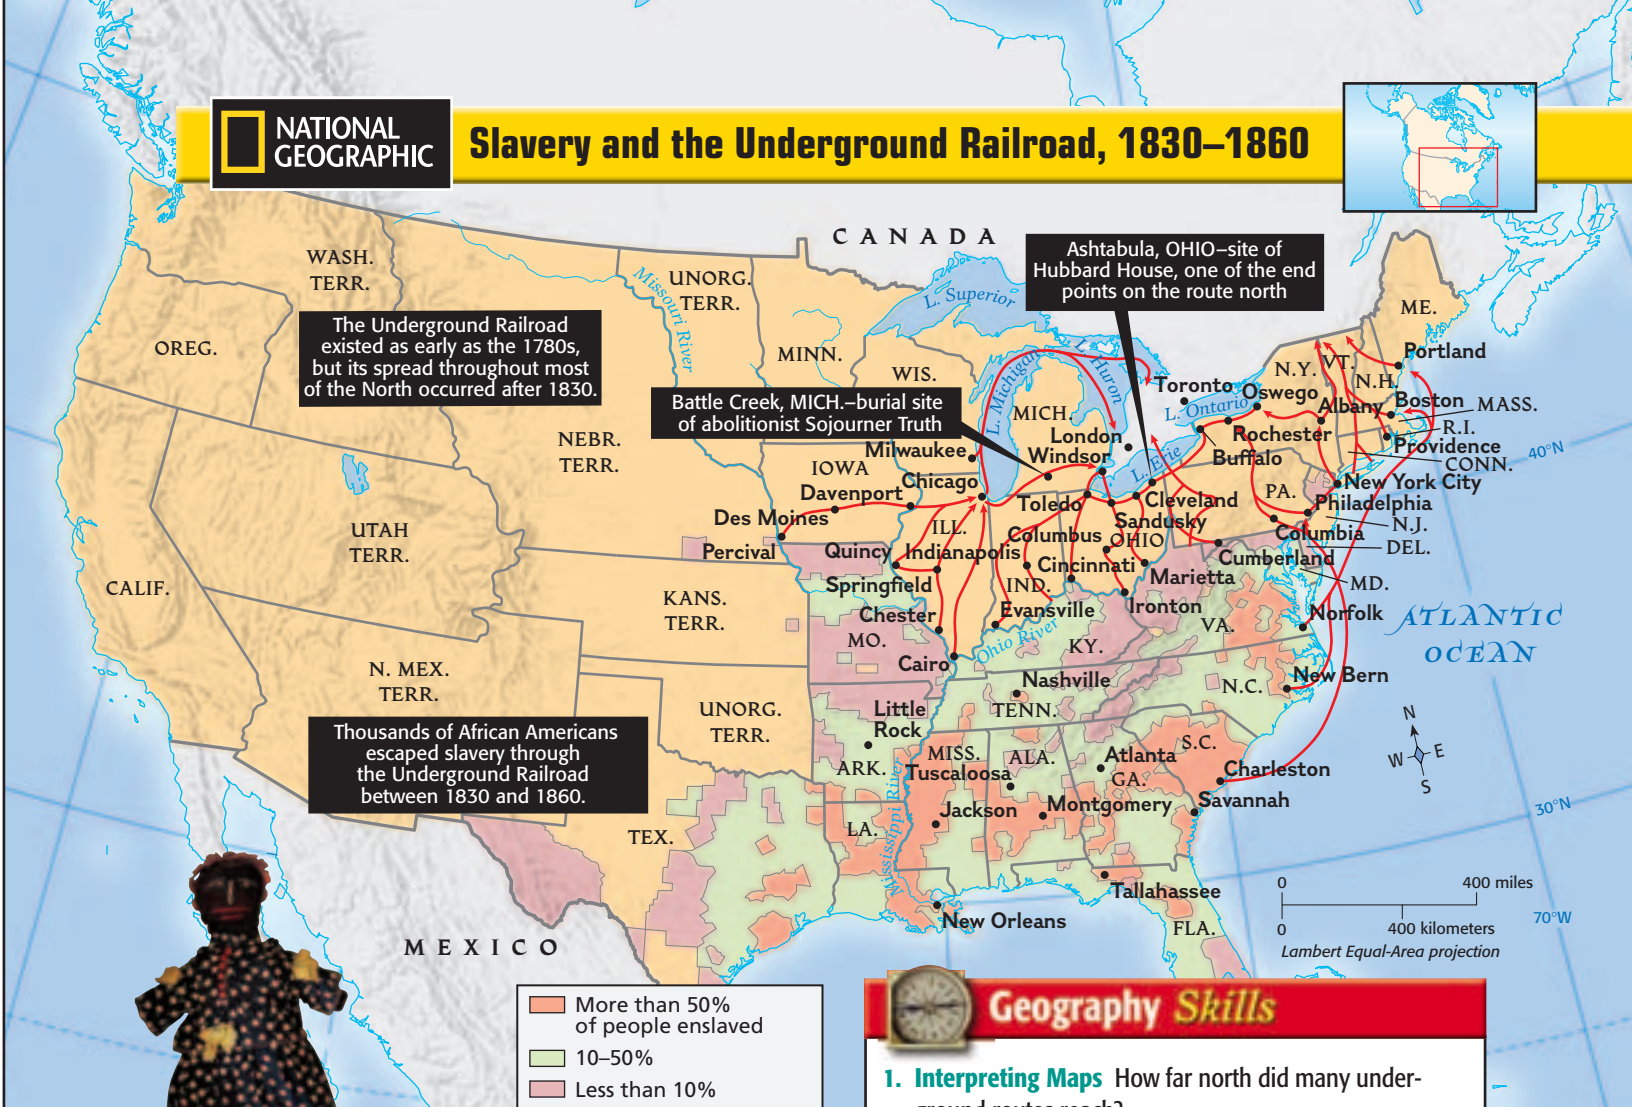 NATIONAL
GEOGRAPHIC
Slavery and the Underground Railroad, 1830–1860
CANADA
Ashtabula, OHIO–site of
Hubbard House, one of the end
points on the route north
WASH.
TERR.
UNORG.
TERR.
Missouri River
L. Superior
ME.
The Underground Railroad
existed as early as the 1780s,
but its spread throughout most
of the North occurred after 1830.
OREG.
MINN.
WIS.
L. Michigan
L. Huron
N.Y.
VT.
N.H.
Portland
Toronto
Oswego
L. Ontario
Albany
Boston
MASS.
Battle Creek, MICH.–burial site
of abolitionist Sojourner Truth
MICH.
R.I.
NEBR.
TERR.
Milwaukee
London
Windsor
L. Erie
Rochester
Buffalo
Providence
CONN.
40°N
IOWA
Davenport
Chicago
Toledo
Cleveland
PA.
New York City
Philadelphia
Des Moines
ILL.
Sandusky
N.J.
UTAH
TERR.
Percival
Quincy
Indianapolis
Columbus
OHIO
Columbia
DEL.
Cumberland
CALIF.
Springfield
IND.
Cincinnati
Marietta
MD.
KANS.
TERR.
Chester
Evansville
Ironton
Norfolk
ATLANTIC
OCEAN
MO.
Ohio River
KY.
VA.
N. MEX.
TERR.
Cairo
Nashville
N.C.
New Bern
UNORG.
TERR.
Little
Rock
TENN.
N
W
E
S
Thousands of African Americans
escaped slavery through
the Underground Railroad
between 1830 and 1860.
ARK.
MISS.
Tuscaloosa
ALA.
Atlanta
GA.
S.C.
Charleston
Mississippi River
Jackson
Montgomery
Savannah
30°N
TEX.
LA.
Tallahassee
New Orleans
FLA.
0
400 miles
0
400 kilometers
Lambert Equal-Area projection
70°W
MEXICO
More than 50%
of people enslaved
10–50%
Less than 10%
Geography Skills
1. Interpreting Maps How far north did many under-
ground routes reach?